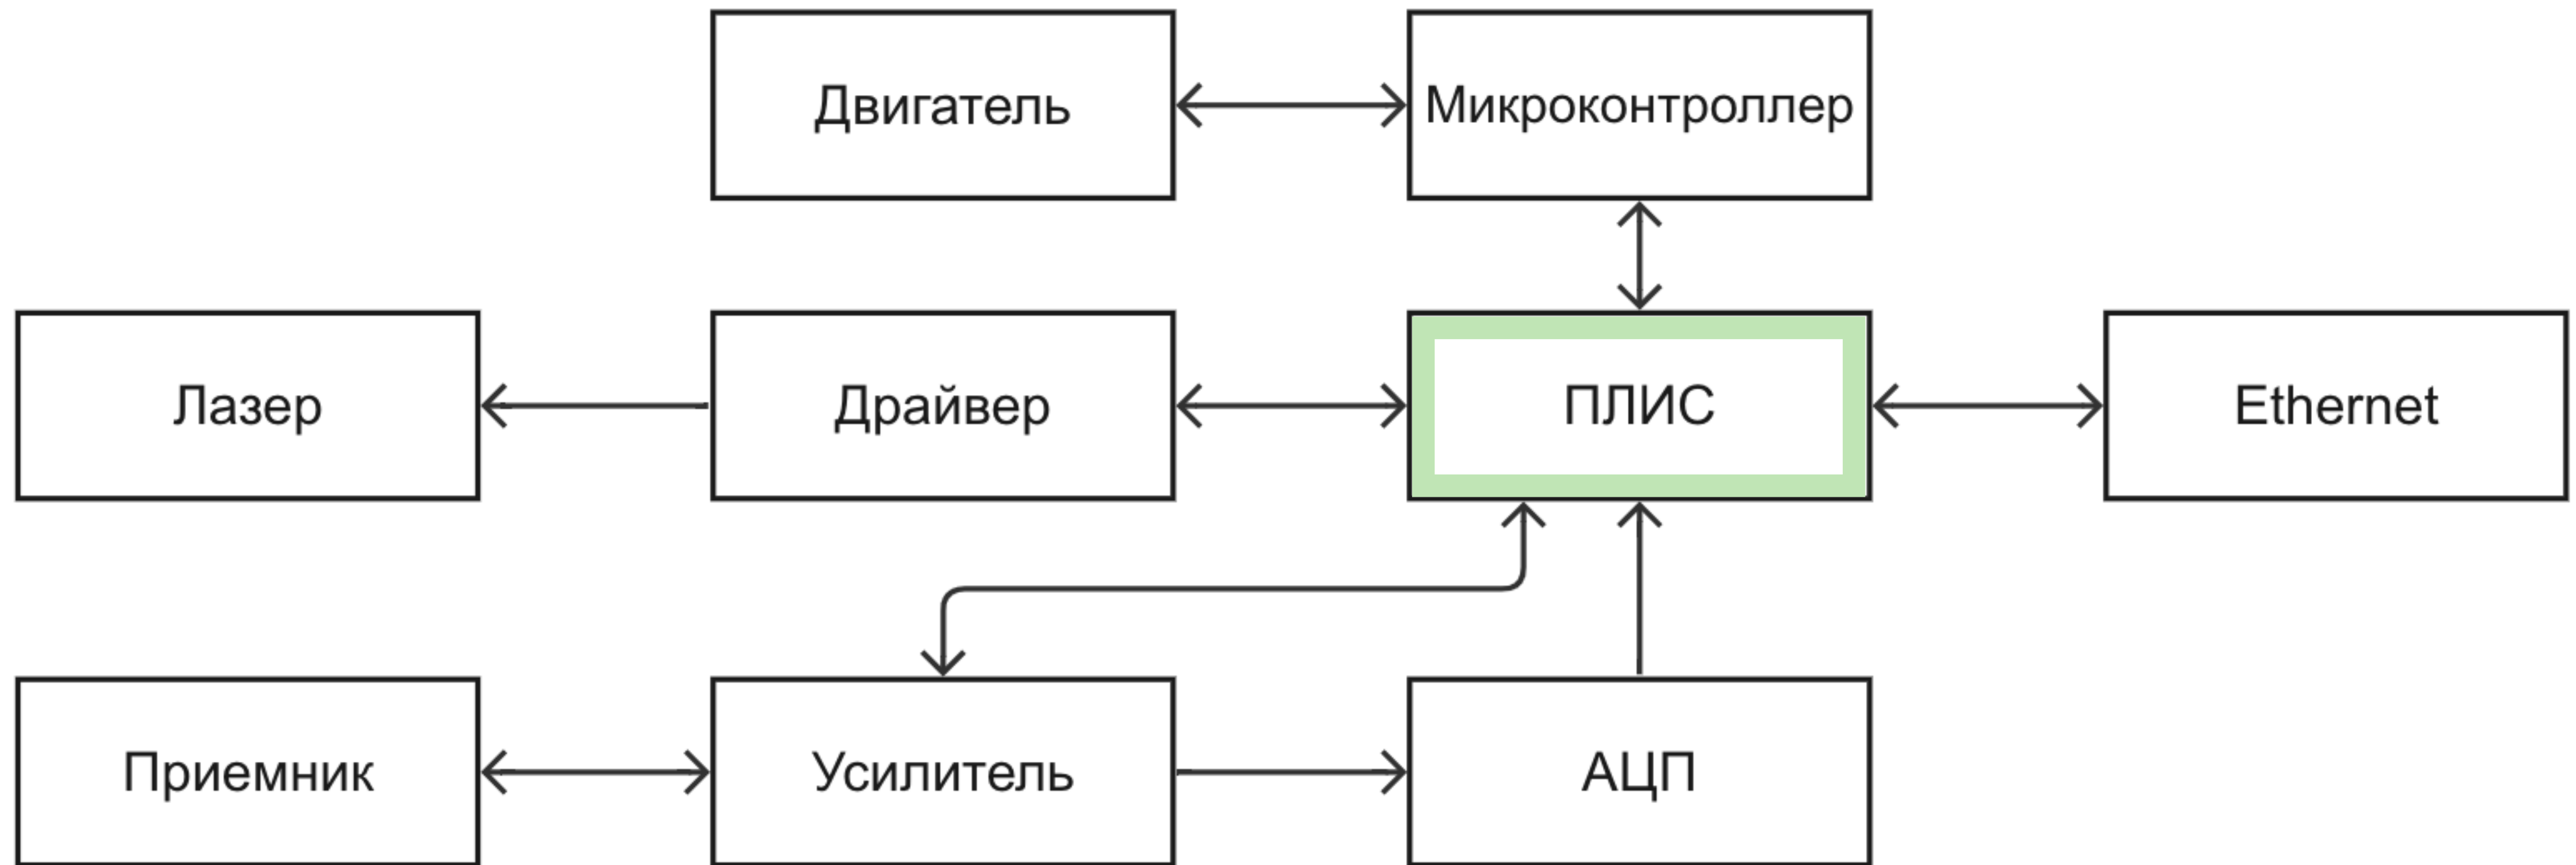 Двигатель
Микроконтроллер
Лазер
Драйвер
ПЛИС
Ethernet
Приемник
Усилитель
АЦП